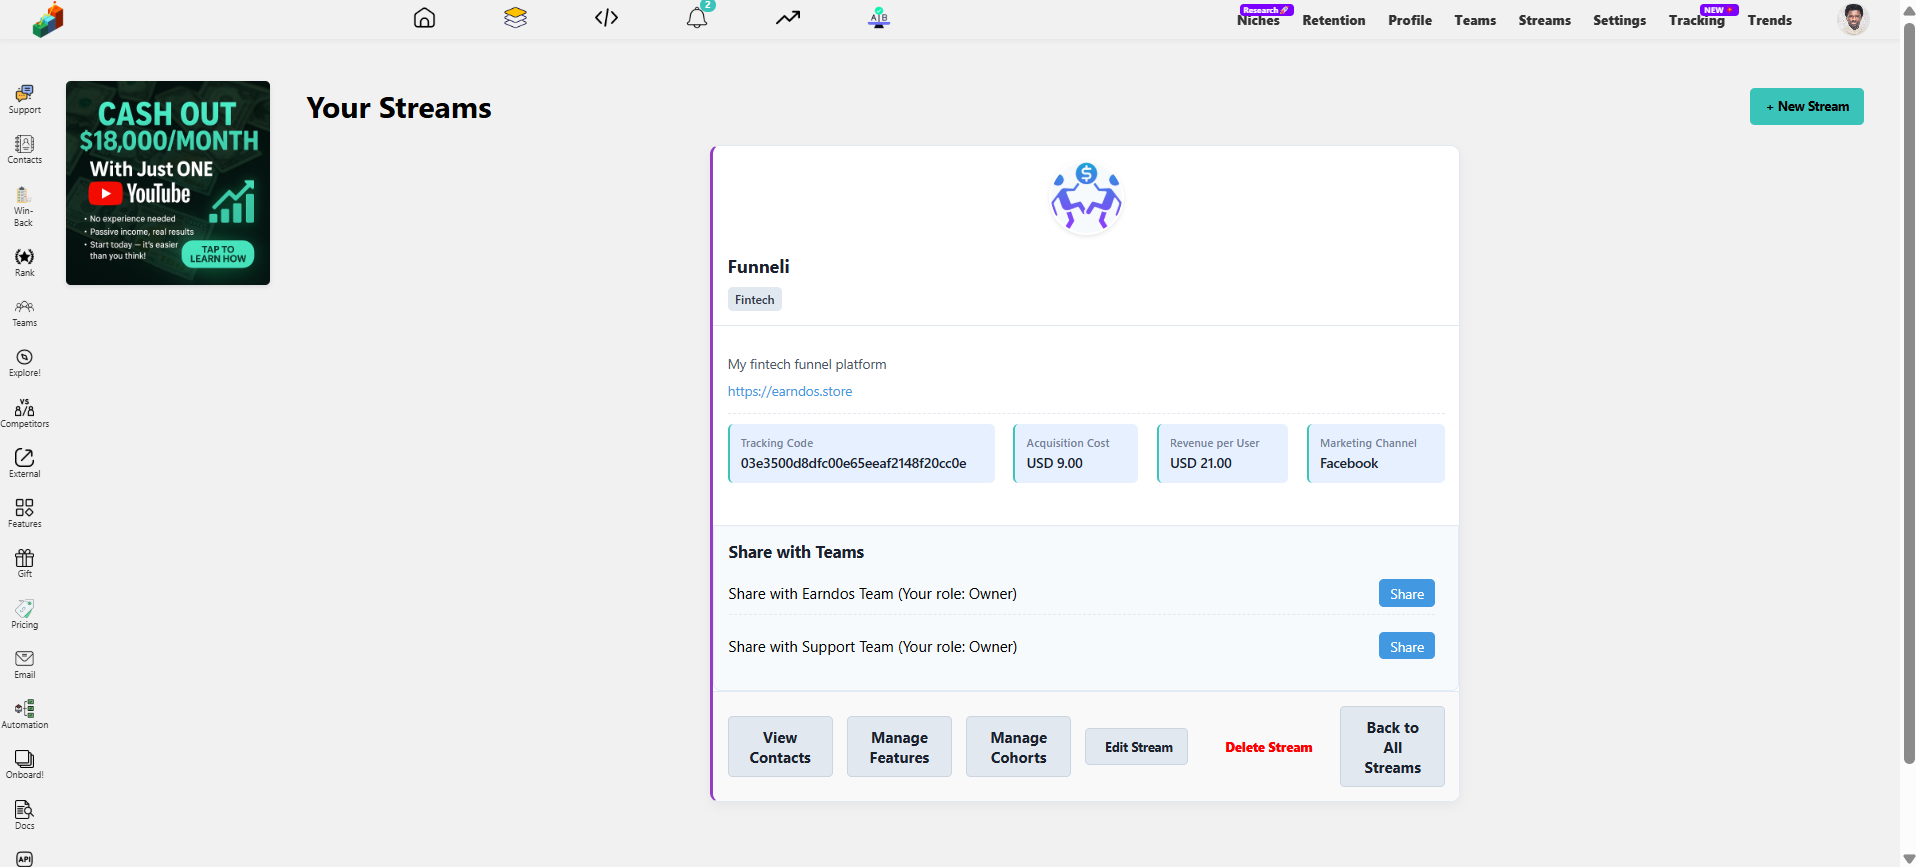 2
Research 🚀
Niches
Retention
Profile
Teams
Streams
Settings
NEW
Tracking
Trends
A|B
Support
Contacts
Win-
Back
Rank
Teams
Explore!
VS
Competitors
External
Features
Gift
Pricing
Email
Automation
Onboard!
Docs
API
CASH OUT
$18,000/MONTH
With Just ONE
YouTube
• No experience needed
• Passive income, real results
• Start today — it's easier
than you think!
TAP TO
LEARN HOW
Your Streams
+ New Stream
$
Funneli
Fintech
My fintech funnel platform
https://earndos.store
Tracking Code
03e3500d8dfc00e65eeaf2148f20cc0e
Acquisition Cost
USD 9.00
Revenue per User
USD 21.00
Marketing Channel
Facebook
Share with Teams
Share with Earndos Team (Your role: Owner)
Share
Share with Support Team (Your role: Owner)
Share
View
Contacts
Manage
Features
Manage
Cohorts
Edit Stream
Delete Stream
Back to
All
Streams